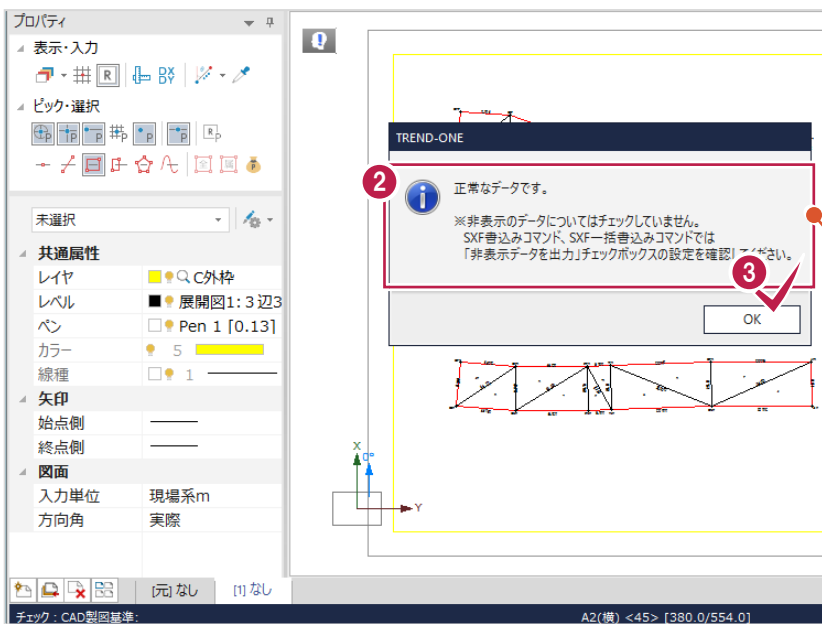 プロパティ
表示・入力
R
DX
DY
ピック・選択
P P P P P P R P
未選択
共通属性
レイヤ C外枠
レベル 展開図1: 3 辺3
ペン Pen 1 [0.13]
カラー 5
線種 1
矢印
始点側
終点側
図面
入力単位 現場系m
方向角 実際
[元] なし [1] なし
チェック : CAD製図基準:
A2(横) <45> [380.0/554.0]
TREND-ONE
2
正常なデータです。
※非表示のデータについてはチェックしていません。
SXF書込みコマンド、SXF一括書込みコマンドでは
「非表示データを出力」チェックボックスの設定を確認してください。
3
OK
X
0°
Y